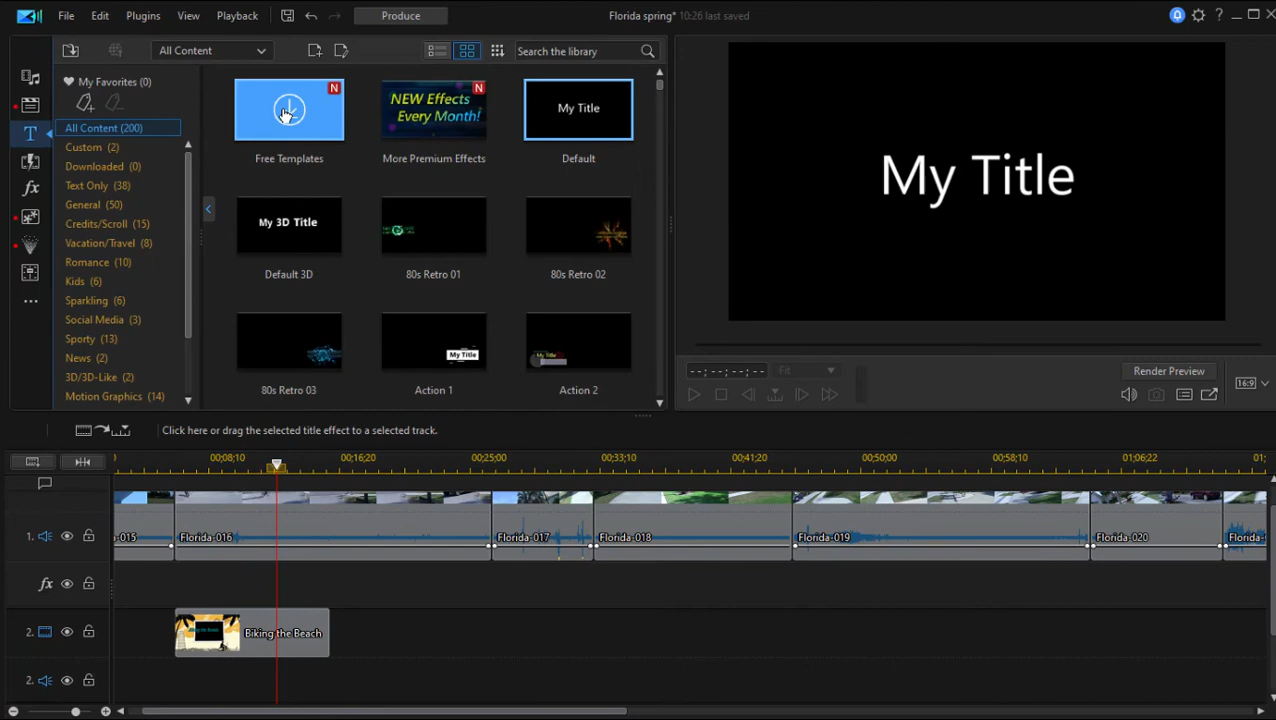 File Edit Plugins View Playback Produce Florida spring* 10:26 last saved
All Content Search the library
My Favorites (0)
All Content (200)
Custom (2)
Downloaded (0)
Text Only (38)
General (50)
Credits/Scroll (15)
Vacation/Travel (8)
Romance (10)
Kids (6)
Sparkling (6)
Social Media (3)
Sporty (13)
News (2)
3D/3D-Like (2)
Motion Graphics (14)
N N
NEW Effects
Every Month!
My Title
Free Templates More Premium Effects Default
My 3D Title
Default 3D 80s Retro 01 80s Retro 02
My Title My Title
80s Retro 03 Action 1 Action 2
My Title
--;--;--;-- Fit Render Preview
16:9
Click here or drag the selected title effect to a selected track.
00;08;10 00;16;20 00;25;00 00;33;10 00;41;20 00;50;00 00;58;10 01;06;22 01;
1. -015 Florida-016 Florida-017 Florida-018 Florida-019 Florida-020 Florida-
fx
2. Biking the Beach
2.